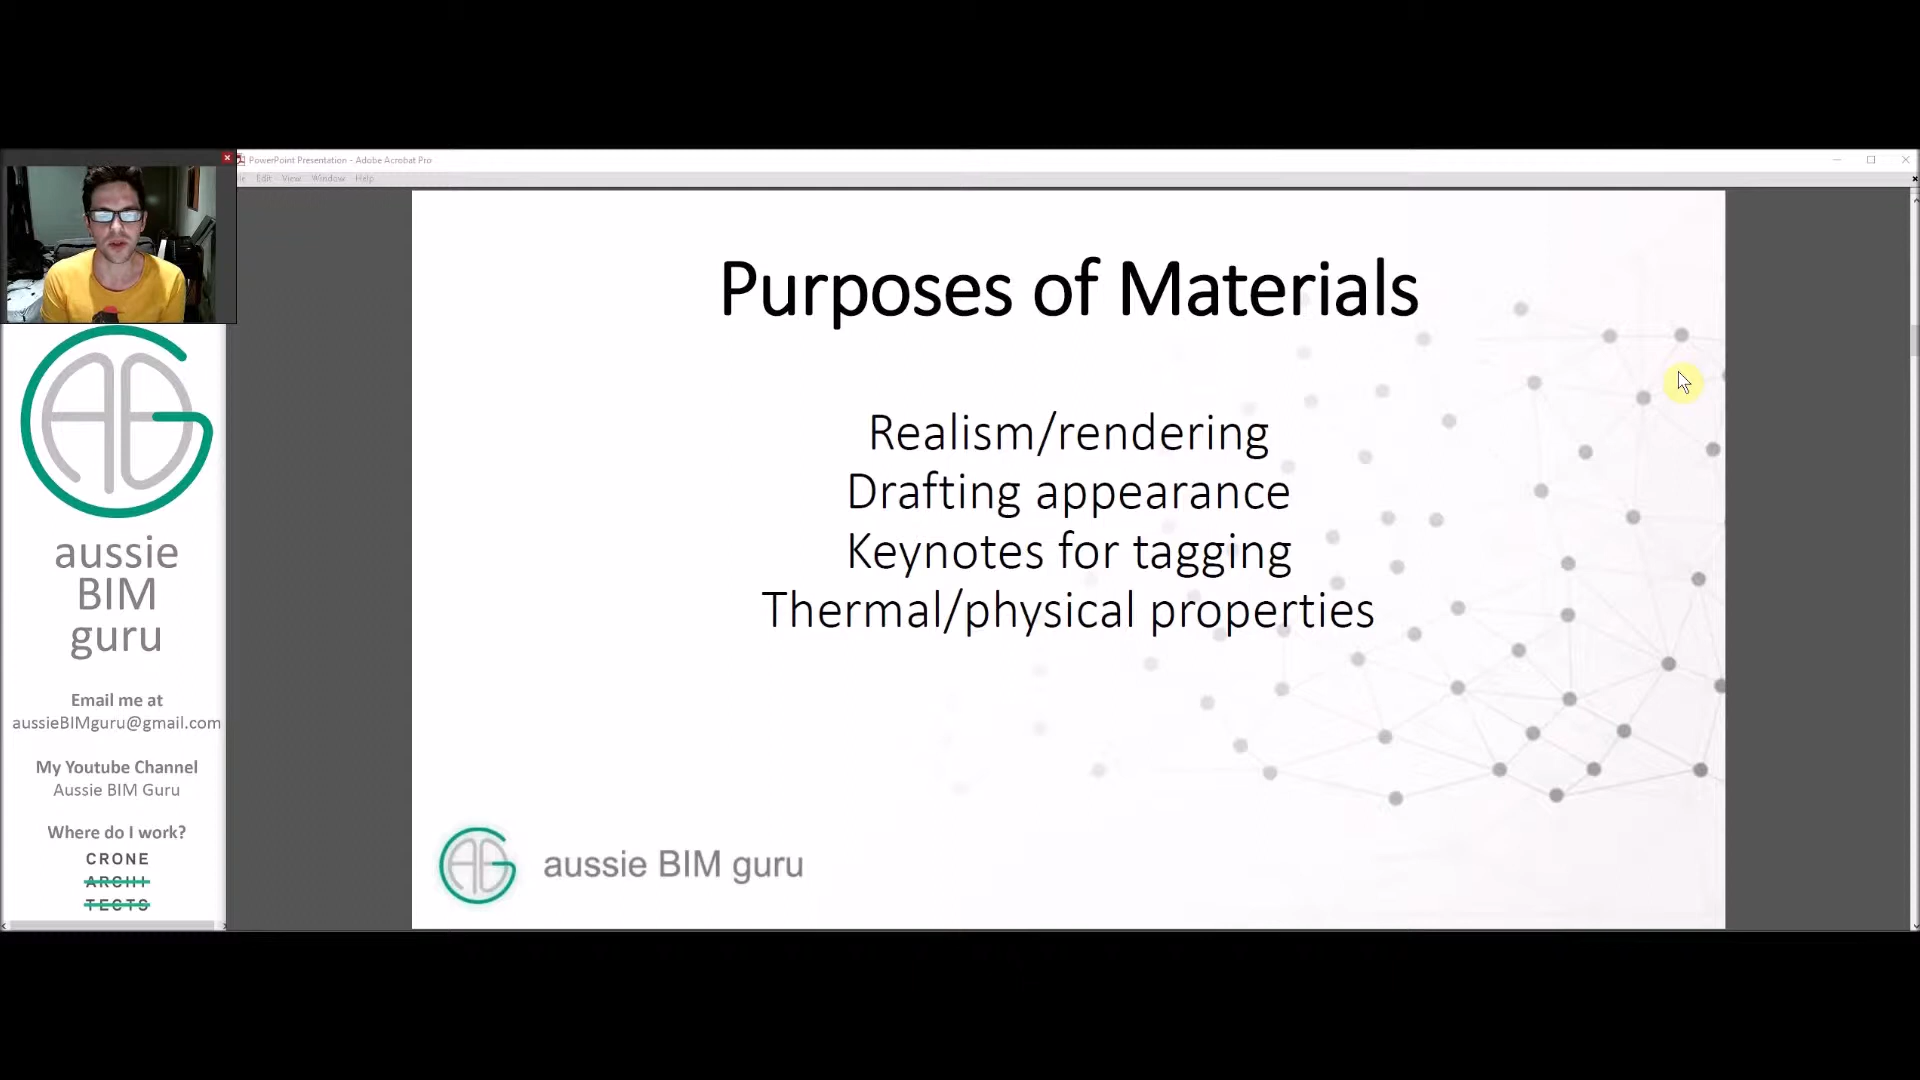 PowerPoint Presentation - Adobe Acrobat Pro
Edit View Window Help
Purposes of Materials
Realism/rendering
Drafting appearance
Keynotes for tagging
Thermal/physical properties
aussie BIM guru
aussie
BIM
guru
Email me at
aussieBIMguru@gmail.com
My Youtube Channel
Aussie BIM Guru
Where do I work?
CRONE
ARCHI
TECTS